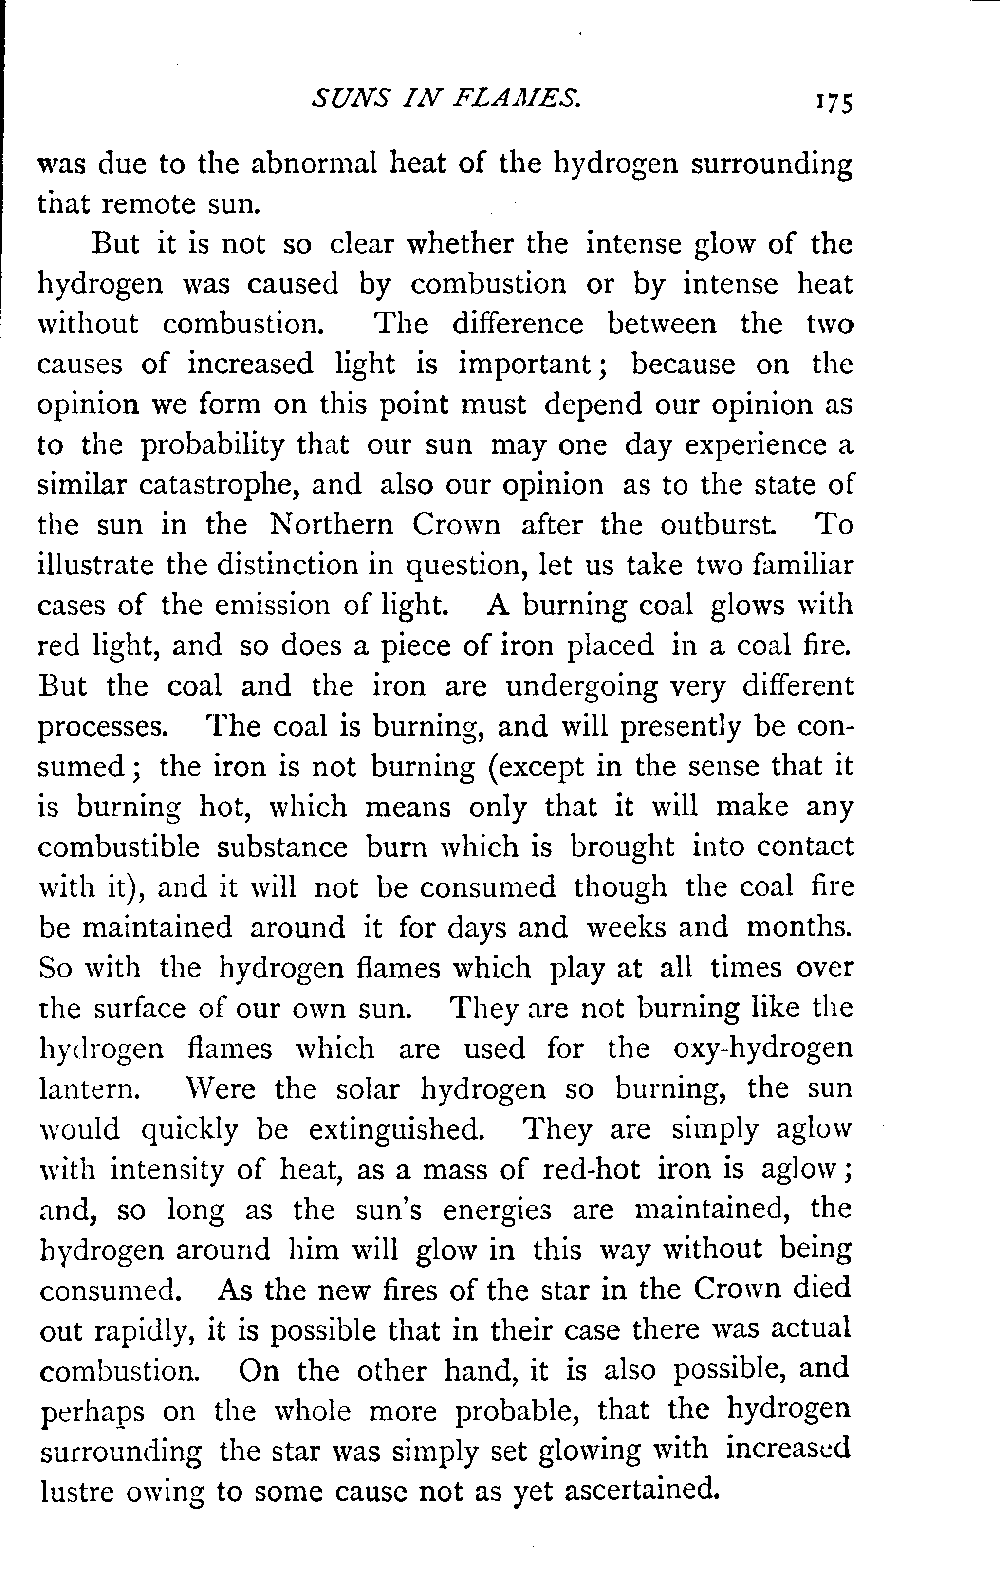 SUNS IN FLAMES. 175
was due to the abnormal heat of the hydrogen surrounding
that remote sun.
But it is not so clear whether the intense glow of the
hydrogen was caused by combustion or by intense heat
without combustion. The difference between the two
causes of increased light is important; because on the
opinion we form on this point must depend our opinion as
to the probability that our sun may one day experience a
similar catastrophe, and also our opinion as to the state of
the sun in the Northern Crown after the outburst. To
illustrate the distinction in question, let us take two familiar
cases of the emission of light. A burning coal glows with
red light, and so does a piece of iron placed in a coal fire.
But the coal and the iron are undergoing very different
processes. The coal is burning, and will presently be con-
sumed; the iron is not burning (except in the sense that it
is burning hot, which means only that it will make any
combustible substance burn which is brought into contact
with it), and it will not be consumed though the coal fire
be maintained around it for days and weeks and months.
So with the hydrogen flames which play at all times over
the surface of our own sun. They are not burning like the
hydrogen flames which are used for the oxy-hydrogen
lantern. Were the solar hydrogen so burning, the sun
would quickly be extinguished. They are simply aglow
with intensity of heat, as a mass of red-hot iron is aglow;
and, so long as the sun's energies are maintained, the
hydrogen around him will glow in this way without being
consumed. As the new fires of the star in the Crown died
out rapidly, it is possible that in their case there was actual
combustion. On the other hand, it is also possible, and
perhaps on the whole more probable, that the hydrogen
surrounding the star was simply set glowing with increased
lustre owing to some cause not as yet ascertained.